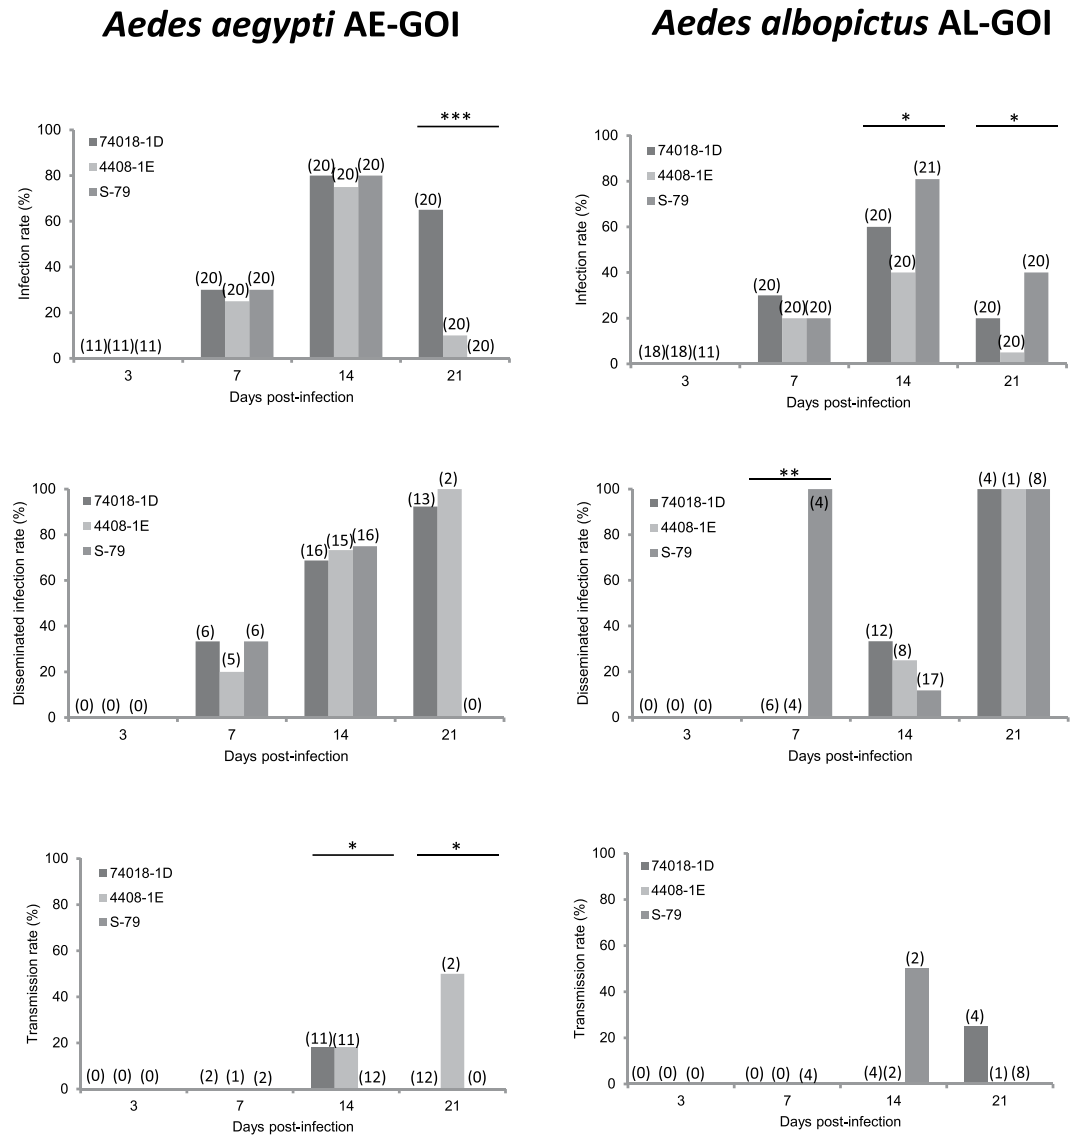 Aedes aegypti AE-GOI
Aedes albopictus AL-GOI
***
100
80
60
40
20
0
Infection rate (%)
74018-1D
4408-1E
S-79
(11)(11)(11)
(20)
(20)
(20)
(20)
(20)
(20)
(20)
(20)
(20)
3
7
14
21
Days post-infection
*
*
100
80
60
40
20
0
Infection rate (%)
74018-1D
4408-1E
S-79
(18)(18)(11)
(20)
(20)(20)
(20)
(20)
(21)
(20)
(20)
(20)
3
7
14
21
Days post-infection
100
80
60
40
20
0
Disseminated infection rate (%)
74018-1D
4408-1E
S-79
(0) (0) (0)
(6)
(5)
(6)
(16)
(15)
(16)
(13)
(2)
(0)
3
7
14
21
Days post-infection
**
100
80
60
40
20
0
Disseminated infection rate (%)
74018-1D
4408-1E
S-79
(0) (0) (0)
(6) (4)
(4)
(12)
(8)
(17)
(4) (1) (8)
3
7
14
21
Days post-infection
*
*
100
80
60
40
20
0
Transmission rate (%)
74018-1D
4408-1E
S-79
(0) (0) (0)
(2) (1) (2)
(11)(11)
(12)
(12)
(2)
(0)
3
7
14
21
Days post-infection
100
80
60
40
20
0
Transmission rate (%)
74018-1D
4408-1E
S-79
(0) (0) (0)
(0) (0) (4)
(4)(2)
(2)
(4)
(1) (8)
3
7
14
21
Days post-infection